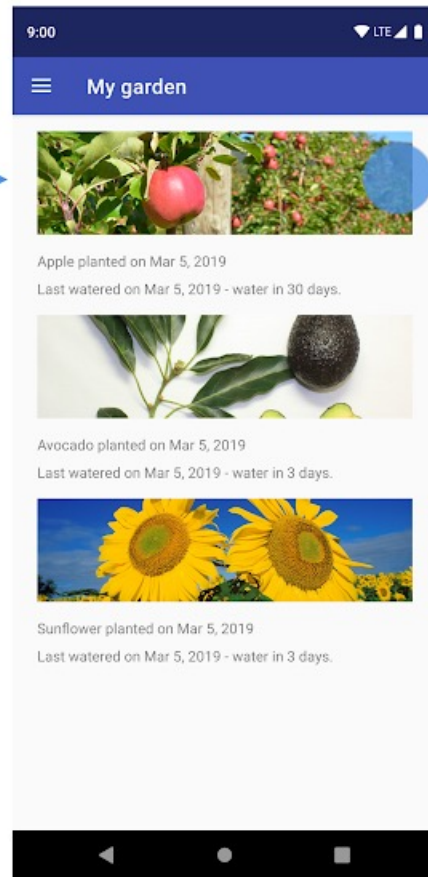 9:00
LTE
My garden
Apple planted on Mar 5, 2019
Last watered on Mar 5, 2019 - water in 30 days.
Avocado planted on Mar 5, 2019
Last watered on Mar 5, 2019 - water in 3 days.
Sunflower planted on Mar 5, 2019
Last watered on Mar 5, 2019 - water in 3 days.